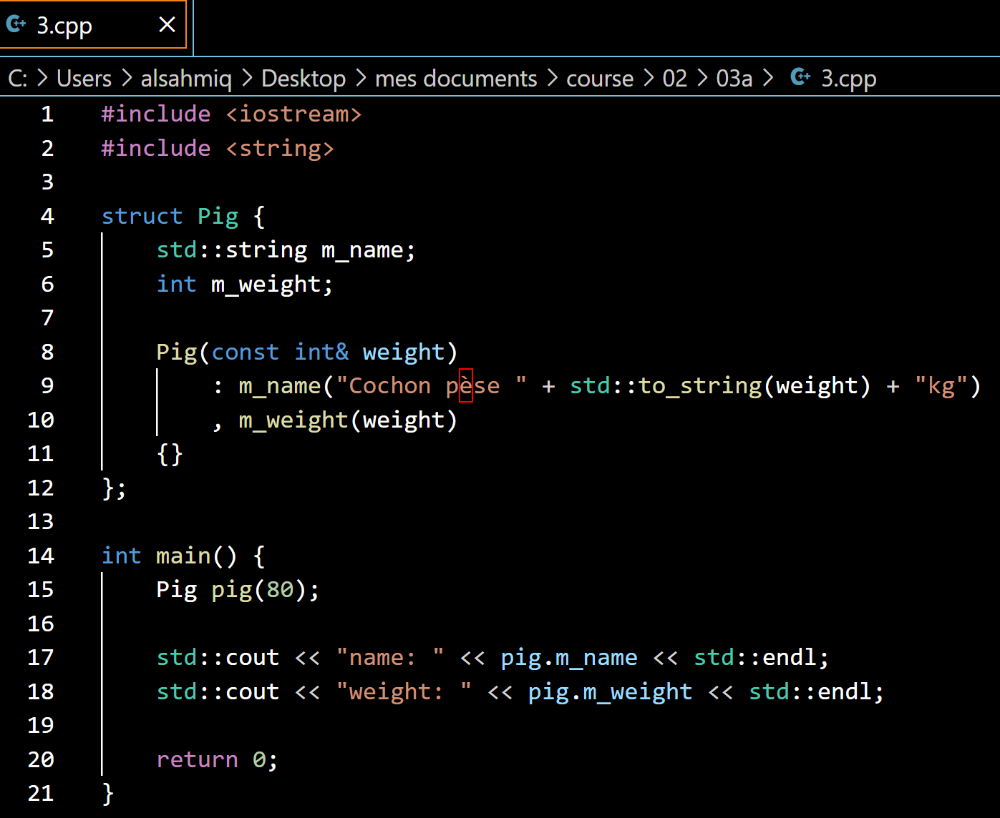 3.cpp
C: > Users > alsahmiq > Desktop > mes documents > course > 02 > 03a > 3.cpp
1 #include <iostream>
2 #include <string>
3
4 struct Pig {
5     std::string m_name;
6     int m_weight;
7
8     Pig(const int& weight)
9         : m_name("Cochon pèse " + std::to_string(weight) + "kg")
10         , m_weight(weight)
11     {}
12 };
13
14 int main() {
15     Pig pig(80);
16
17     std::cout << "name: " << pig.m_name << std::endl;
18     std::cout << "weight: " << pig.m_weight << std::endl;
19
20     return 0;
21 }